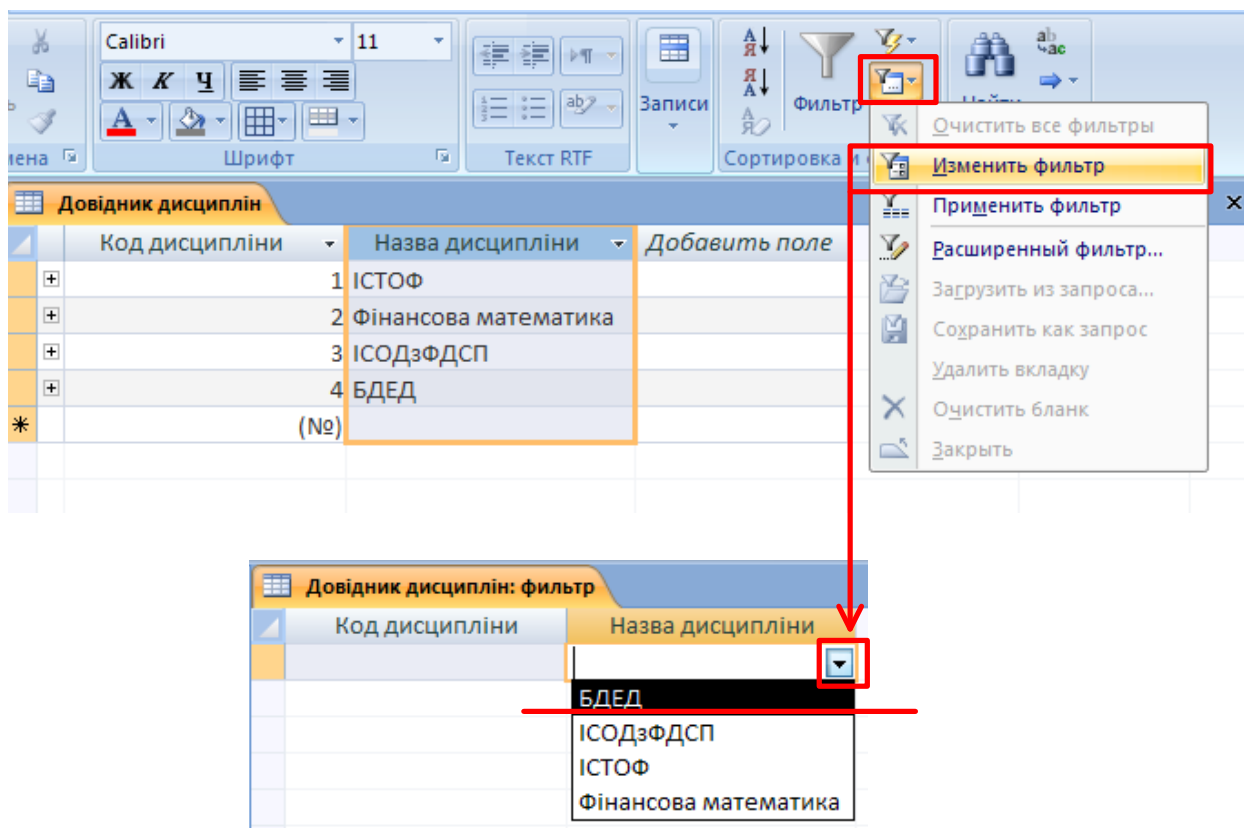 Calibri 11
Ж К Ч
ab
ac
А
Я
Я
А
А
Я
Записи
Фильтр
Шрифт
Текст RTF
Сортировка и
Очистить все фильтры
Изменить фильтр
Применить фильтр
Расширенный фильтр...
Загрузить из запроса...
Сохранить как запрос
Удалить вкладку
Очистить бланк
Закрыть
Довідник дисциплін
Код дисципліни Назва дисципліни Добавить поле
1 ІСТОФ
2 Фінансова математика
3 ІСОДзФДСП
4 БДЕД
(№)
Довідник дисциплін: фильтр
Код дисципліни Назва дисципліни
БДЕД
ІСОДзФДСП
ІСТОФ
Фінансова математика